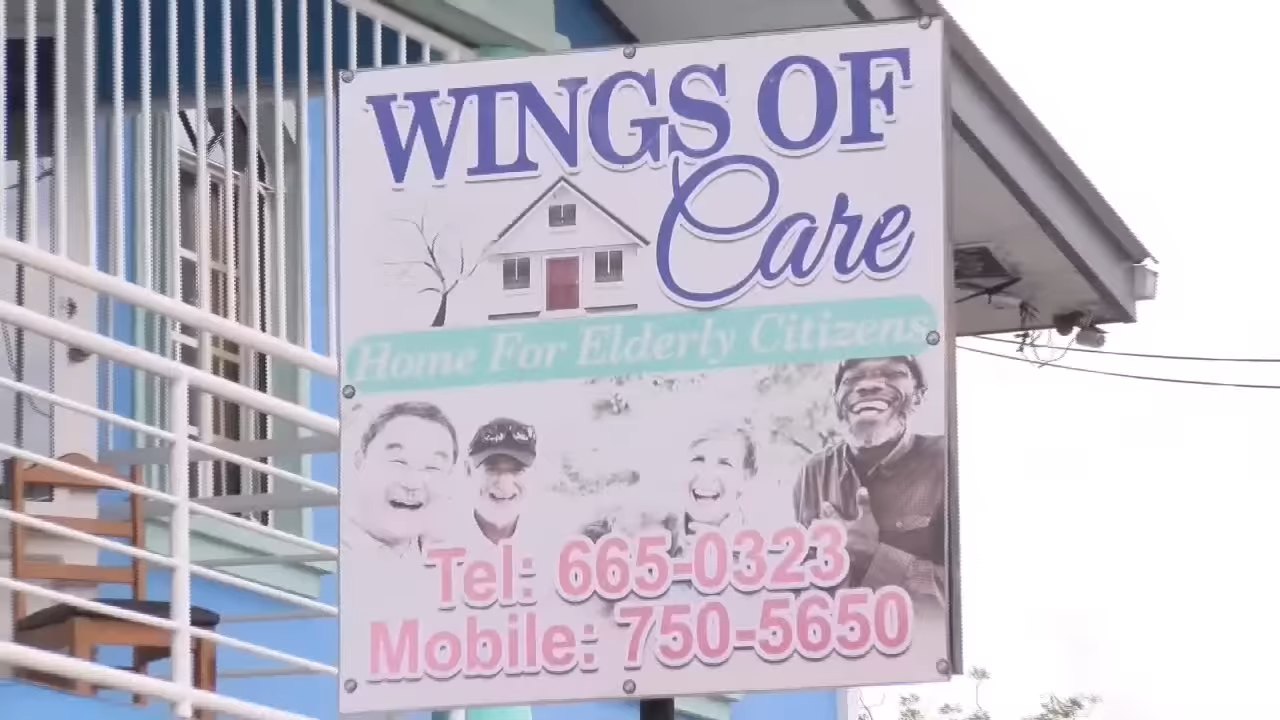 WINGS OF
Care
Home For Elderly Citizens
Tel: 665-0323
Mobile: 750-5650